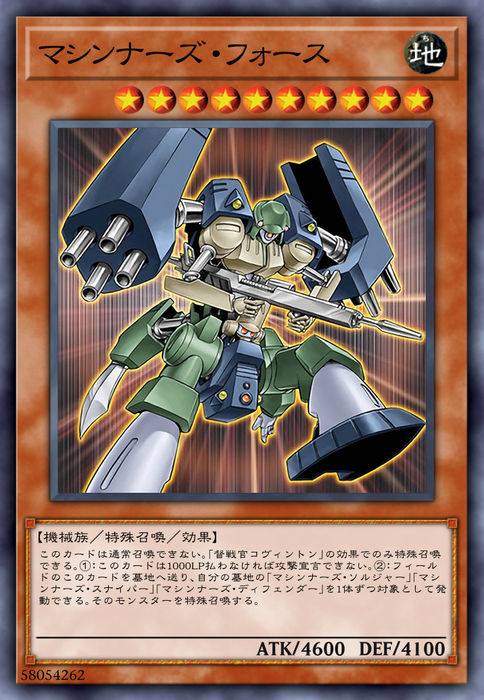 マシンナーズ・フォース
地
ち
【機械族／特殊召喚／効果】
このカードは通常召喚できない。「督戦官コヴィントン」の効果でのみ特殊召喚
できる。①：このカードは1000LP払わなければ攻撃宣言できない。②：フィール
ドのこのカードを墓地へ送り、自分の墓地の「マシンナーズ・ソルジャー」「マシ
ンナーズ・スナイパー」「マシンナーズ・ディフェンダー」を1体ずつ対象として発
動できる。そのモンスターを特殊召喚する。
ATK/4600 DEF/4100
58054262